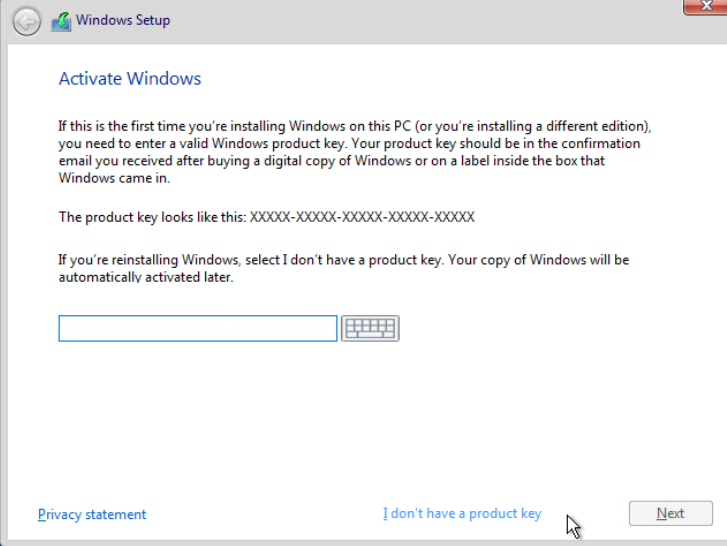 Windows Setup
Activate Windows
If this is the first time you're installing Windows on this PC (or you're installing a different edition),
you need to enter a valid Windows product key. Your product key should be in the confirmation
email you received after buying a digital copy of Windows or on a label inside the box that
Windows came in.
The product key looks like this: XXXXX-XXXXX-XXXXX-XXXXX-XXXXX
If you're reinstalling Windows, select I don't have a product key. Your copy of Windows will be
automatically activated later.
Privacy statement
I don't have a product key
Next